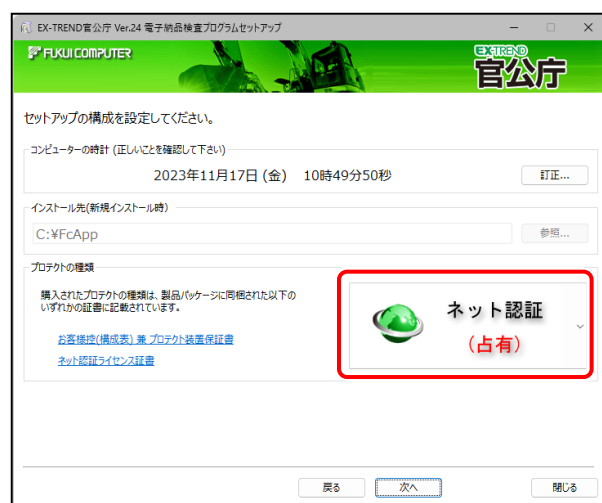 EX-TREND官公庁 Ver.24 電子納品検査プログラムセットアップ
FUKUI COMPUTER
EX-TREND
官公庁
セットアップの構成を設定してください。
コンピューターの時計 (正しいことを確認して下さい)
2023年11月17日 (金) 10時49分50秒
訂正...
インストール先(新規インストール時)
C:¥FcApp
参照...
プロテクトの種類
購入されたプロテクトの種類は、製品パッケージに同梱された以下の
いずれかの証書に記載されています。
お客様控(構成表) 兼 プロテクト装置保証書
ネット認証ライセンス証書
ネット認証
(占有)
戻る
次へ
閉じる